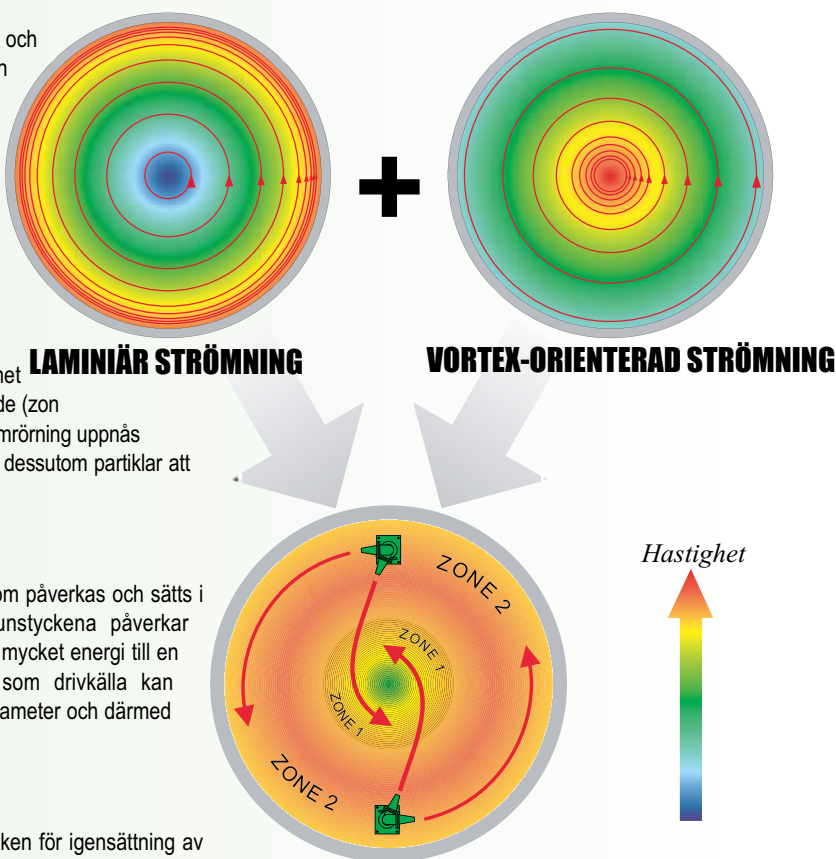 och
LAMINIÄR STRÖMNING
VORTEX-ORIENTERAD STRÖMNING
de (zon
mrörning uppnås
dessutom partiklar att
Hastighet
ZONE 2
ZONE 1
ZONE 1
ZONE 2
om påverkas och sätts i
unstyckena påverkar
mycket energi till en
som drivkälla kan
ameter och därmed
ken för igensättning av